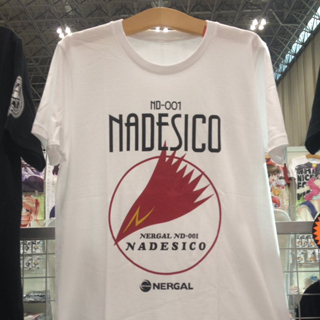 ND-001
NADESICO
NERGAL ND-001
NADESICO
NERGAL